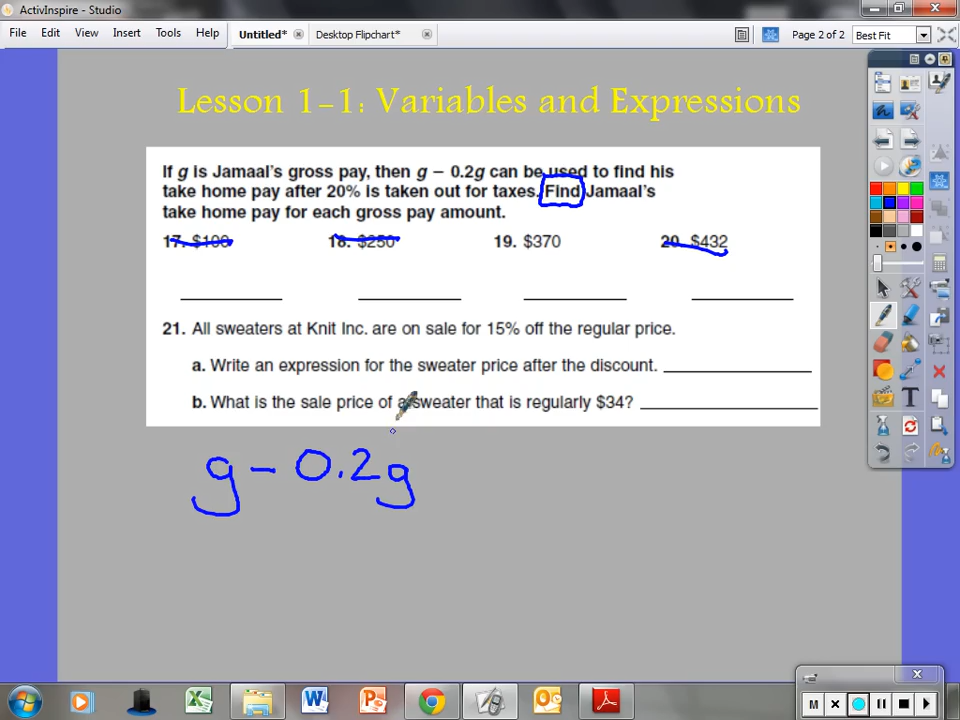 ActivInspire - Studio
File Edit View Insert Tools Help Untitled* Desktop Flipchart* Page 2 of 2 Best Fit
Lesson 1-1: Variables and Expressions
If g is Jamaal's gross pay, then g – 0.2g can be used to find his
take home pay after 20% is taken out for taxes. Find Jamaal's
take home pay for each gross pay amount.
17. $100 18. $250 19. $370 20. $432
21. All sweaters at Knit Inc. are on sale for 15% off the regular price.
a. Write an expression for the sweater price after the discount.
b. What is the sale price of a sweater that is regularly $34?
g - 0.2g